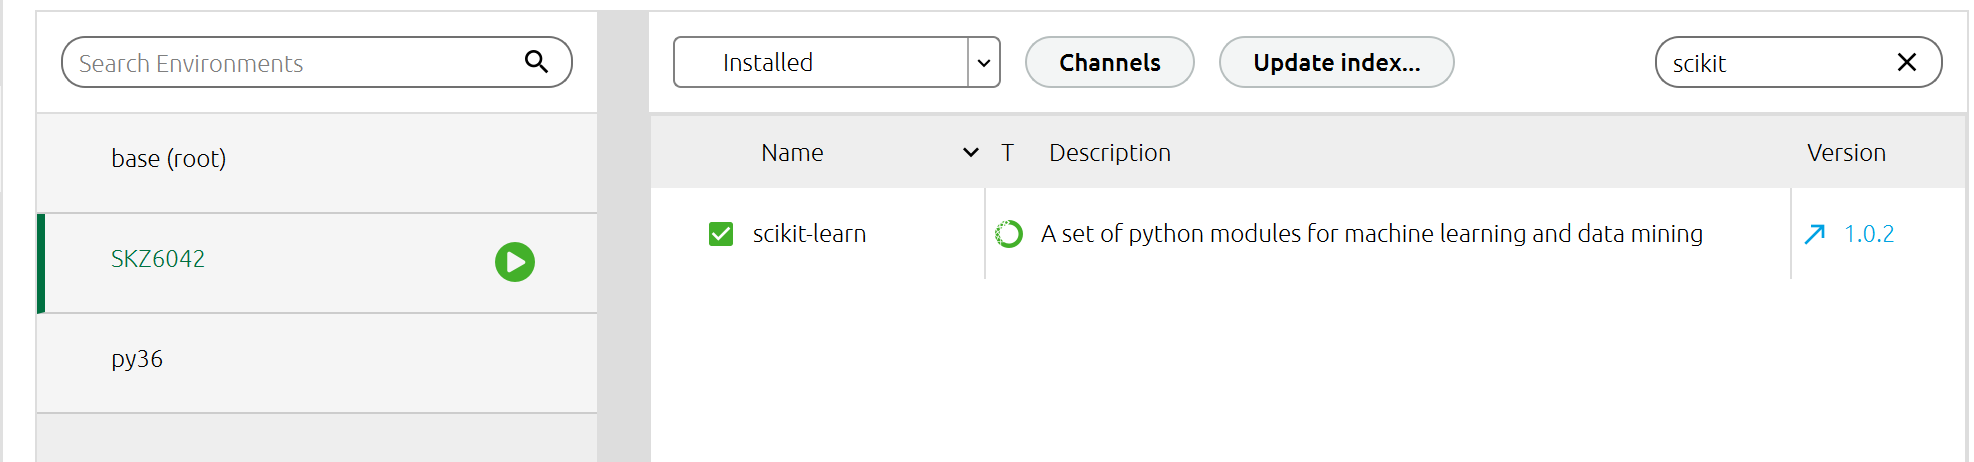 Search Environments
base (root)
SKZ6042
py36
Installed
Channels
Update index...
scikit
Name
T
Description
Version
scikit-learn
A set of python modules for machine learning and data mining
1.0.2